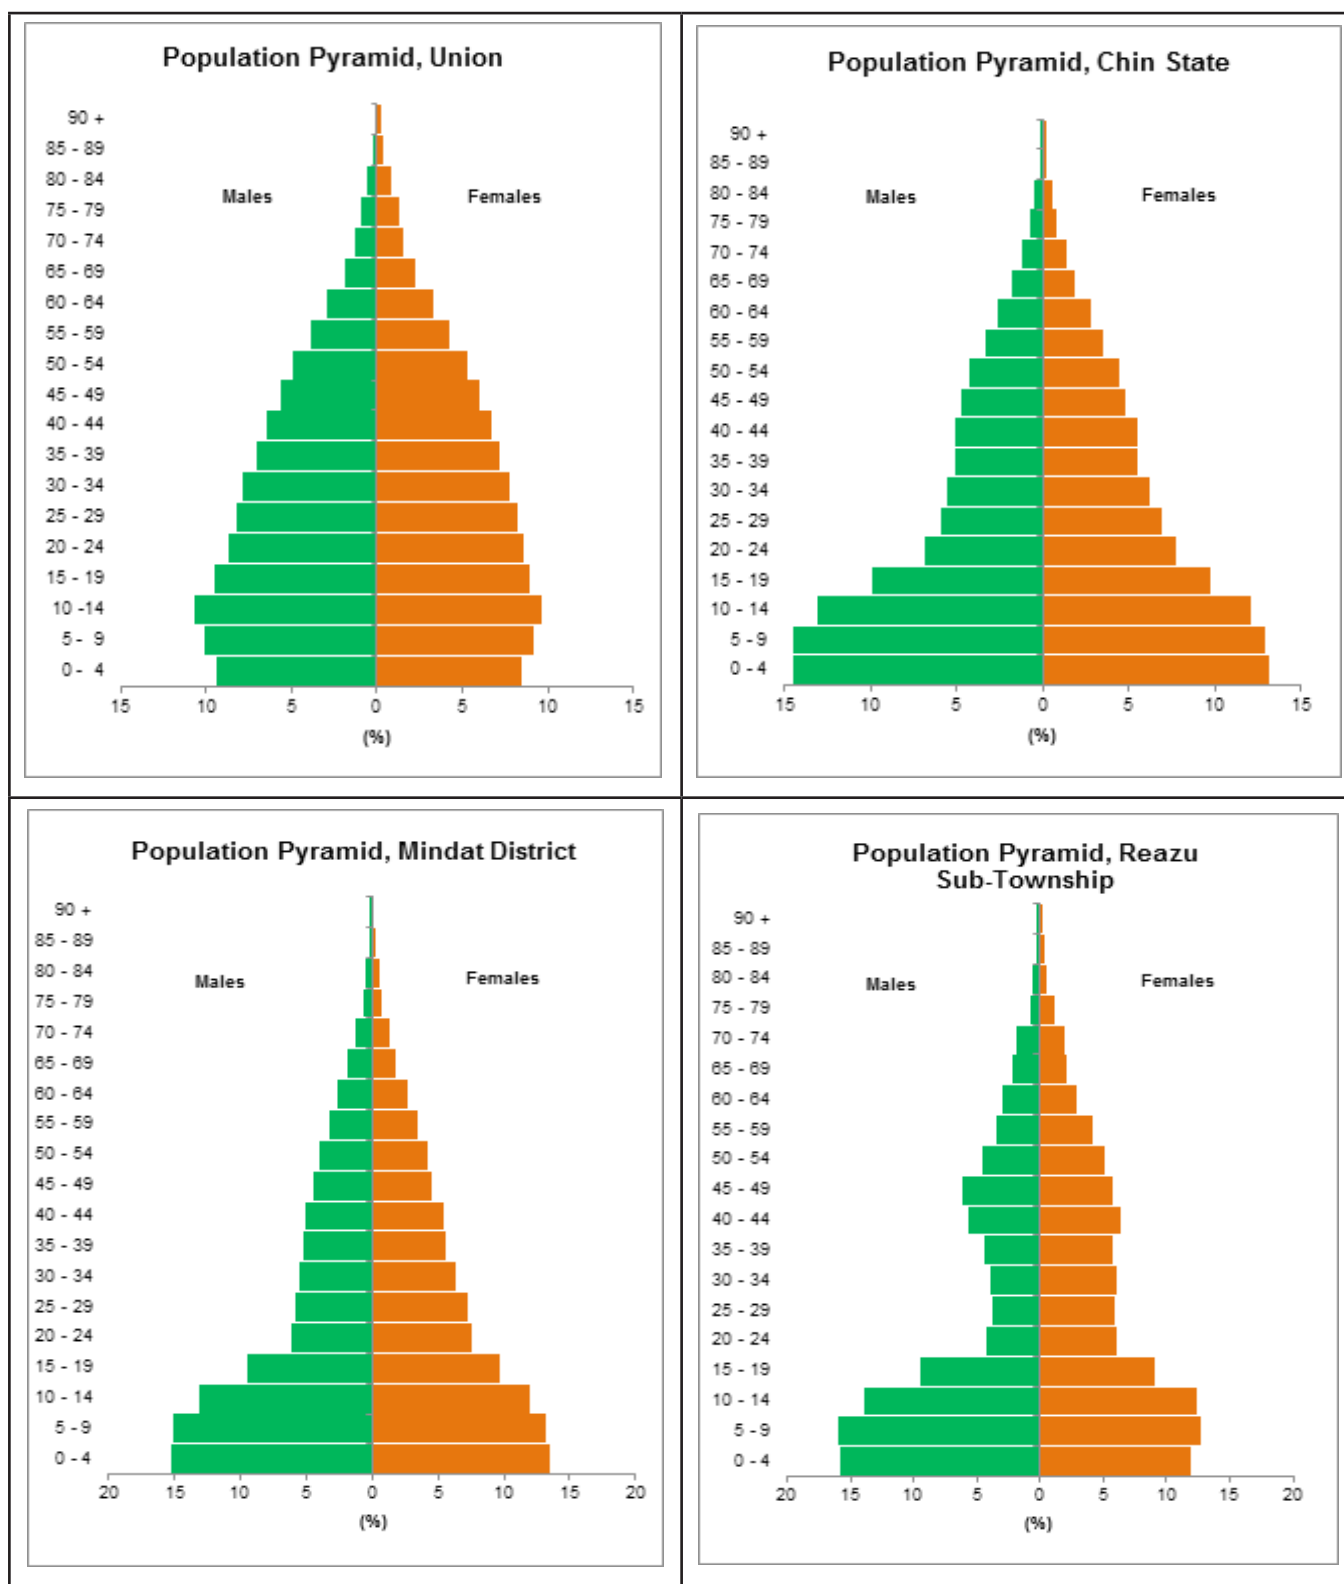 Population Pyramid, Union
90 +
85 - 89
80 - 84
75 - 79
70 - 74
65 - 69
60 - 64
55 - 59
50 - 54
45 - 49
40 - 44
35 - 39
30 - 34
25 - 29
20 - 24
15 - 19
10 -14
5 - 9
0 - 4
Males
Females
15 10 5 0 5 10 15
(%)
Population Pyramid, Chin State
90 +
85 - 89
80 - 84
75 - 79
70 - 74
65 - 69
60 - 64
55 - 59
50 - 54
45 - 49
40 - 44
35 - 39
30 - 34
25 - 29
20 - 24
15 - 19
10 - 14
5 - 9
0 - 4
Males
Females
15 10 5 0 5 10 15
(%)
Population Pyramid, Mindat District
90 +
85 - 89
80 - 84
75 - 79
70 - 74
65 - 69
60 - 64
55 - 59
50 - 54
45 - 49
40 - 44
35 - 39
30 - 34
25 - 29
20 - 24
15 - 19
10 - 14
5 - 9
0 - 4
Males
Females
20 15 10 5 0 5 10 15 20
(%)
Population Pyramid, Reazu
Sub-Township
90 +
85 - 89
80 - 84
75 - 79
70 - 74
65 - 69
60 - 64
55 - 59
50 - 54
45 - 49
40 - 44
35 - 39
30 - 34
25 - 29
20 - 24
15 - 19
10 - 14
5 - 9
0 - 4
Males
Females
20 15 10 5 0 5 10 15 20
(%)